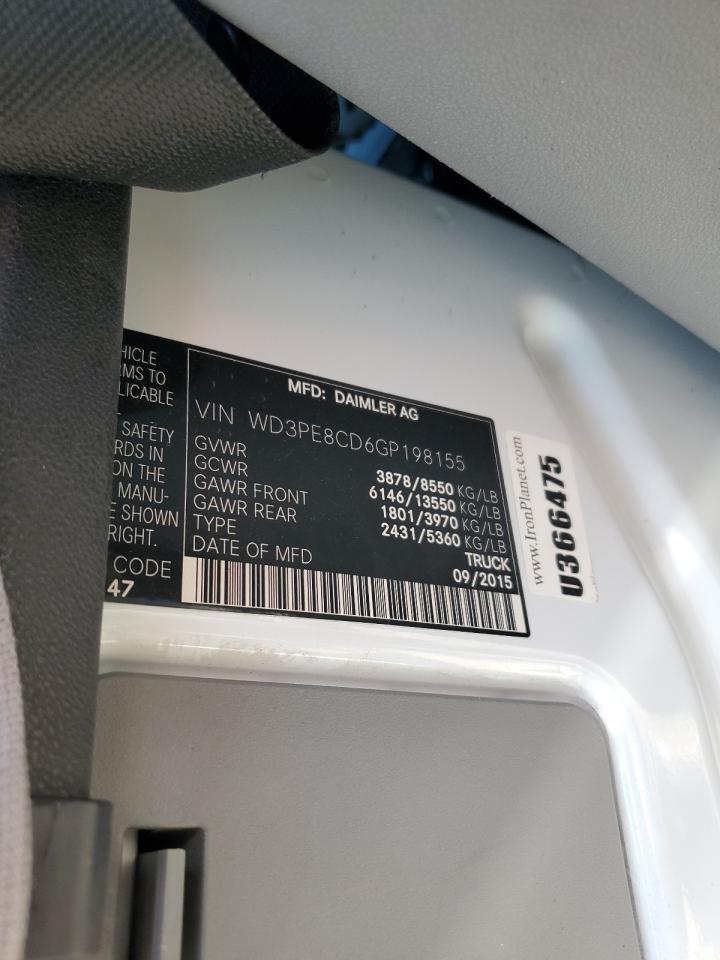 HICLE
RMS TO
LICABLE
SAFETY
RDS IN
ON THE
MANU-
E SHOWN
RIGHT.
CODE
47
MFD: DAIMLER AG
VIN WD3PE8CD6GP198155
GVWR 3878/8550 KG/LB
GCWR 6146/13550 KG/LB
GAWR FRONT 1801/3970 KG/LB
GAWR REAR 2431/5360 KG/LB
TYPE TRUCK
DATE OF MFD 09/2015
www.IronPlanet.com
U366475